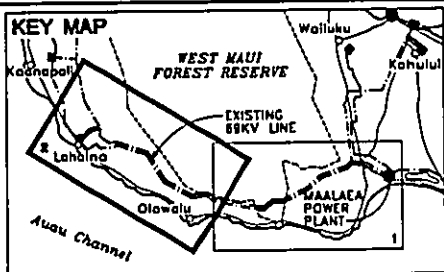 KEY MAP
Wailuku
WEST MAUI
FOREST RESERVE
Kahului
Kaanapali
EXISTING
69KV LINE
2
Lahaina
MAALAEA
POWER
PLANT
Olowalu
Auau Channel
1